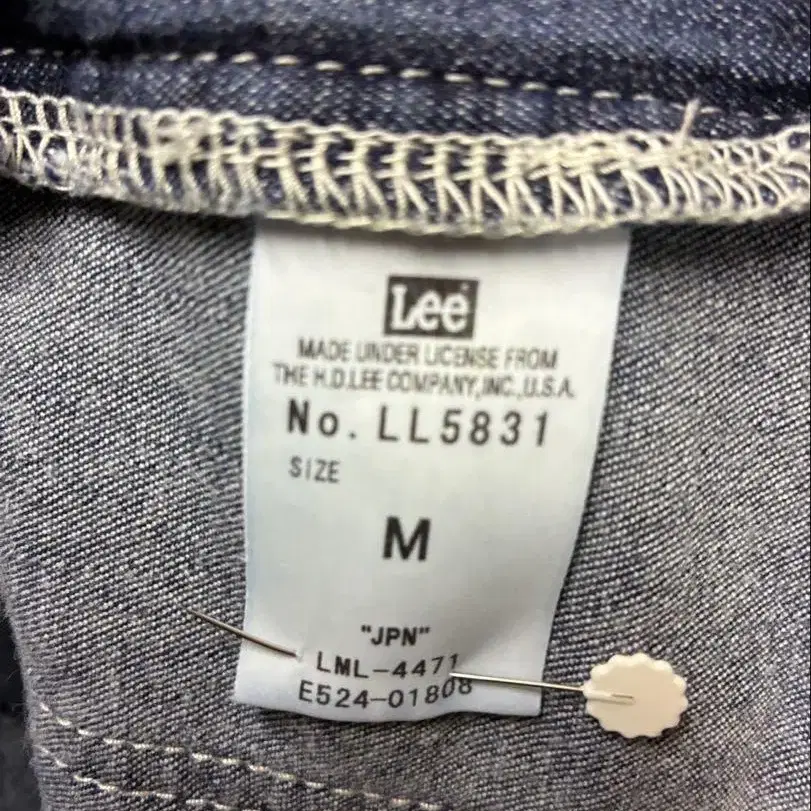 Lee
MADE UNDER LICENSE FROM
THE H.D.LEE COMPANY,INC.,U.S.A.
No. LL5831
SIZE
M
"JPN"
LML-4471
E524-01808